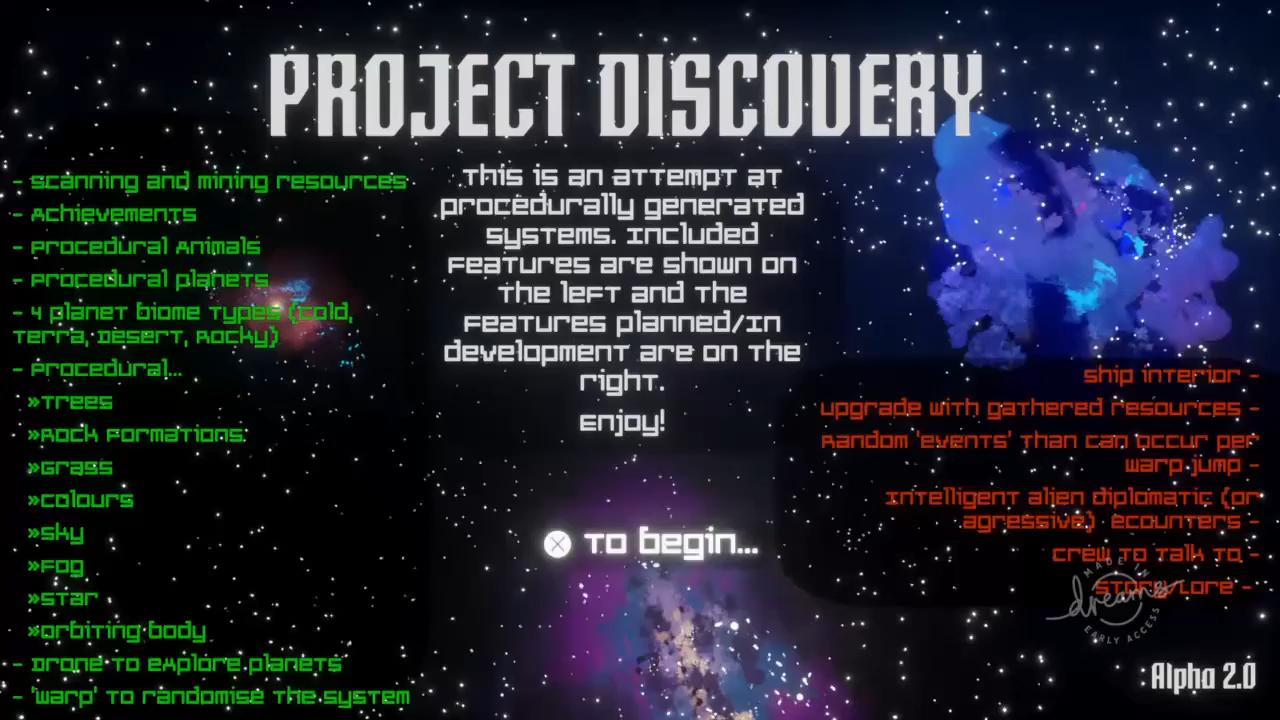 PROJECT DISCOVERY
- scanning and mining resources
- Achievements
- Procedural Animals
- procedural planets
- 4 planet biome types (Cold,
Terra, Desert, Rocky)
- Procedural...
»Trees
»Rock Formations
»Grass
»colours
»sky
»Fog
»star
»orbiting body
- Drone to explore planets
- 'warp' to randomise the system
This is an attempt at
procedurally generated
systems. Included
features are shown on
the left and the
features planned/In
development are on the
right.
Enjoy!
To begin...
ship interior -
upgrade with gathered resources -
Random 'events' than can occur per
warp jump -
Intelligent alien diplomatic (or
agressive) ecounters -
crew to talk to -
story/lore -
MADE IN
dreams
EARLY ACCESS
Alpha 2.0